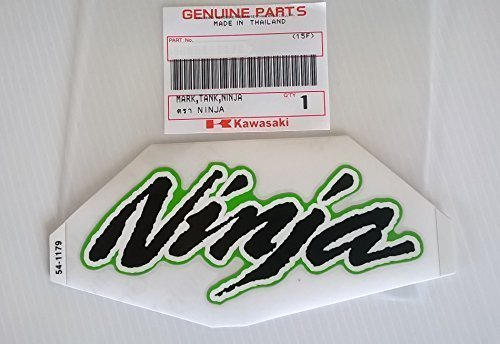 GENUINE PARTS
MADE IN THAILAND
PART No. (15F)
MARK,TANK,NINJA
ตรา NINJA
Q'TY 1
Kawasaki
Ninja
54-1179